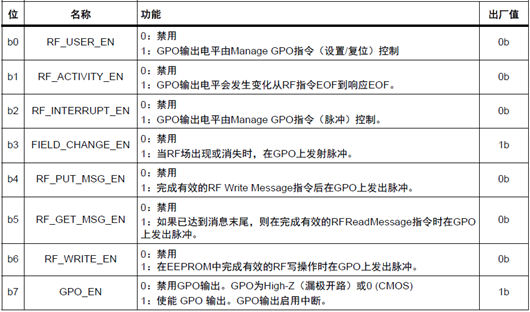 位 名称 功能 出厂值
b0 RF_USER_EN 0：禁用 0b
1：GPO输出电平由Manage GPO指令（设置/复位）控制
b1 RF_ACTIVITY_EN 0：禁用 0b
1：GPO输出电平会发生变化从RF指令EOF到响应EOF。
b2 RF_INTERRUPT_EN 0：禁用 0b
1：GPO输出电平由Manage GPO指令（脉冲）控制。
b3 FIELD_CHANGE_EN 0：禁用 1b
1：当RF场出现或消失时，在GPO上发射脉冲。
b4 RF_PUT_MSG_EN 0：禁用 0b
1：完成有效的RF Write Message指令后在GPO上发出脉冲。
b5 RF_GET_MSG_EN 0：禁用 0b
1：如果已达到消息末尾，则在完成有效的RFReadMessage指令时在GPO
上发出脉冲。
b6 RF_WRITE_EN 0：禁用 0b
1：在EEPROM中完成有效的RF写操作时在GPO上发出脉冲。
b7 GPO_EN 0：禁用GPO输出。GPO为High-Z（漏极开路）或0 (CMOS) 1b
1：使能 GPO 输出。GPO输出启用中断。